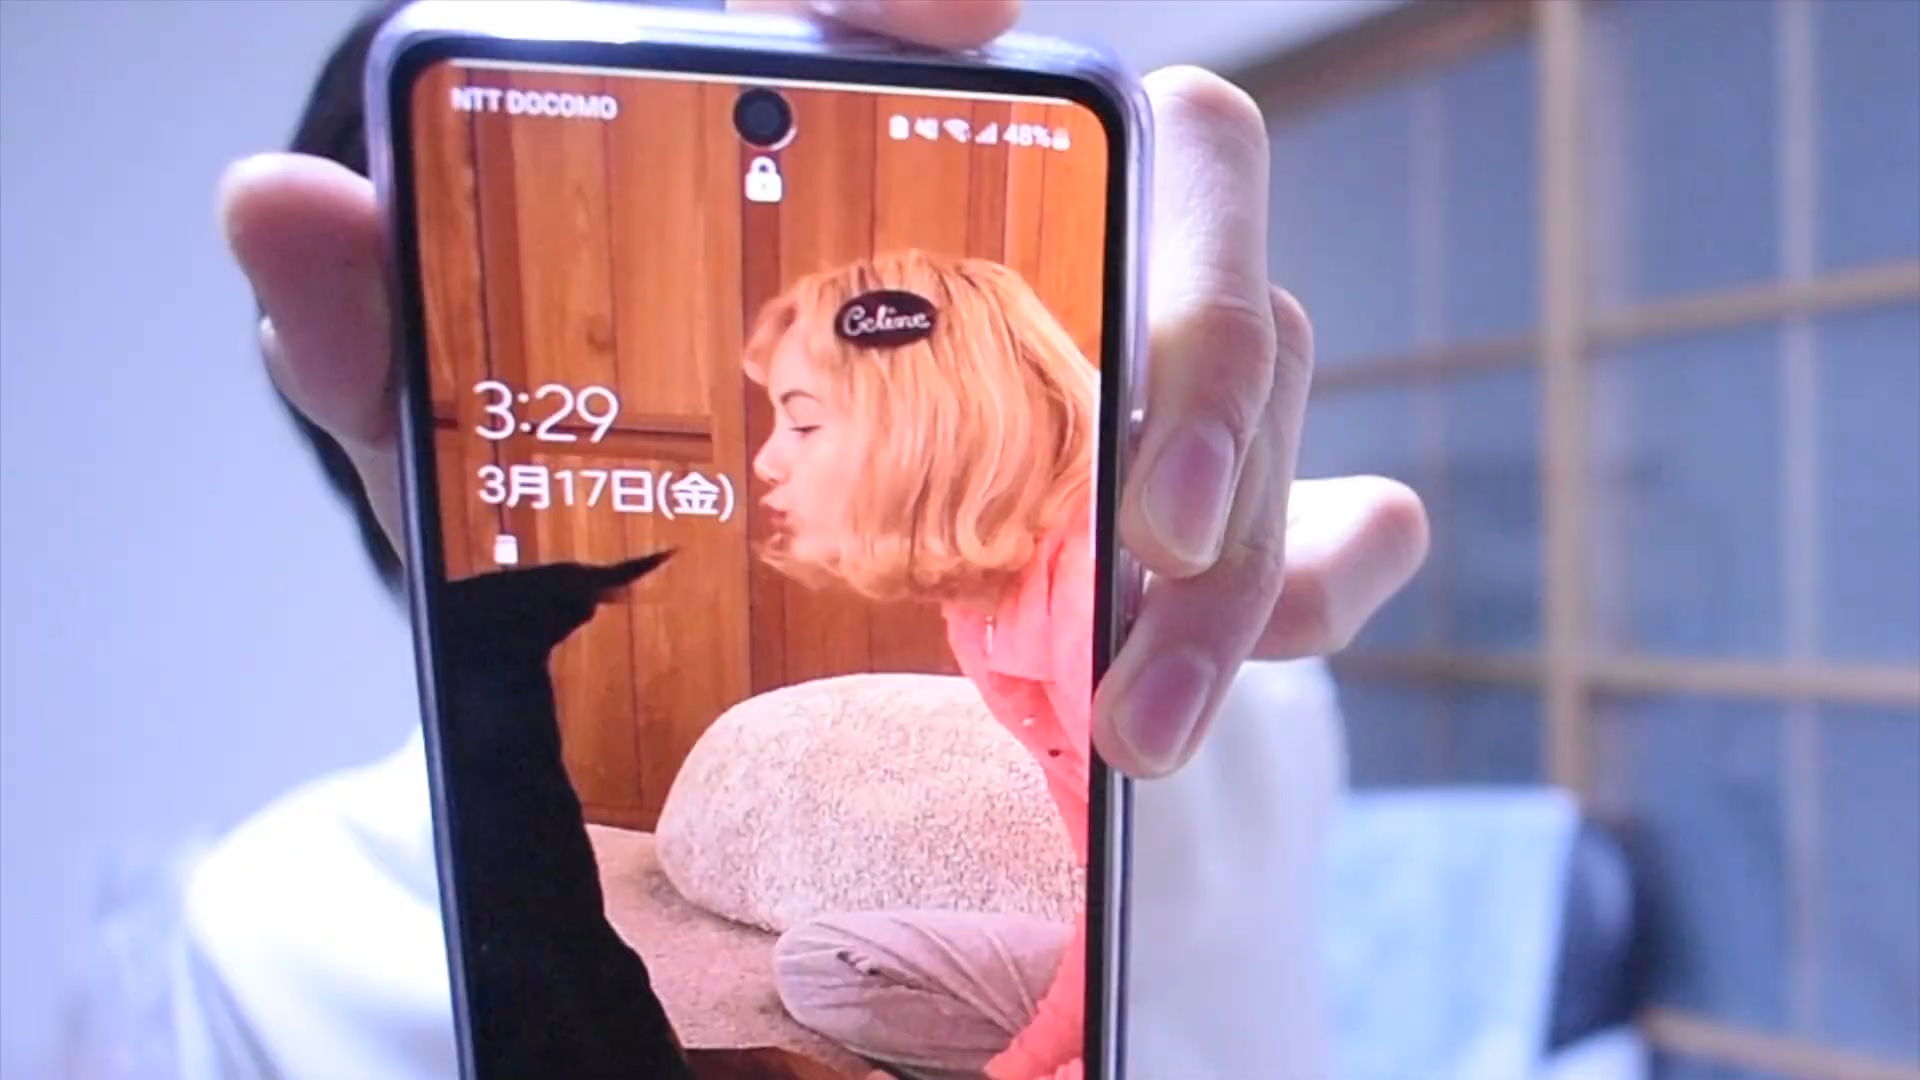 NTT DOCOMO
48%
Celine
3:29
3月17日(金)